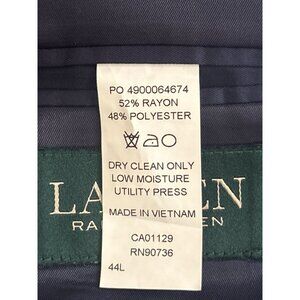 PO 4900064674
52% RAYON
48% POLYESTER
DRY CLEAN ONLY
LOW MOISTURE
UTILITY PRESS
MADE IN VIETNAM
CA01129
RN90736
44L